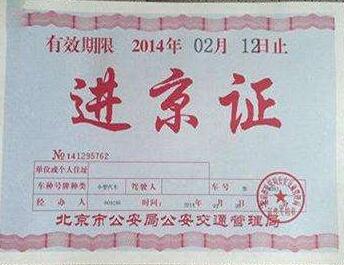 有效期限 2014年 02月 12日止
进京证
№141295762
单位或个人住址
车种号牌种类 小型汽车 驾驶人 车号
经办人 时间: 2014
北京市公安局公安交通管理局